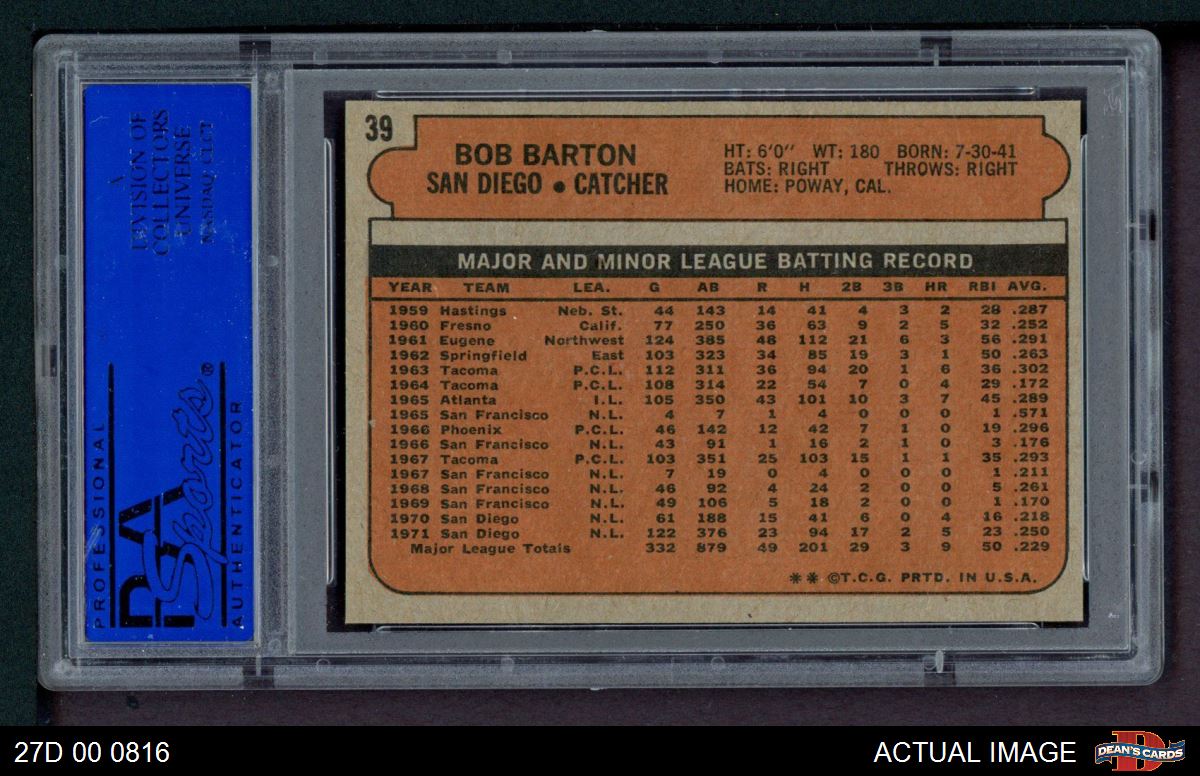 A
DIVISION OF
COLLECTORS
UNIVERSE
NASDAQ: CLCT
PROFESSIONAL
PSA
Sports®
AUTHENTICATOR
39
BOB BARTON
SAN DIEGO • CATCHER
HT: 6'0" WT: 180 BORN: 7-30-41
BATS: RIGHT THROWS: RIGHT
HOME: POWAY, CAL.
MAJOR AND MINOR LEAGUE BATTING RECORD
YEAR TEAM LEA. G AB R H 2B 3B HR RBI AVG.
1959 Hastings Neb. St. 44 143 14 41 4 3 2 28 .287
1960 Fresno Calif. 77 250 36 63 9 2 5 32 .252
1961 Eugene Northwest 124 385 48 112 21 6 3 56 .291
1962 Springfield East 103 323 34 85 19 3 1 50 .263
1963 Tacoma P.C.L. 112 311 36 94 20 1 6 36 .302
1964 Tacoma P.C.L. 108 314 22 54 7 0 4 29 .172
1965 Atlanta I.L. 105 350 43 101 10 3 7 45 .289
1965 San Francisco N.L. 4 7 1 4 0 0 0 1 .571
1966 Phoenix P.C.L. 46 142 12 42 7 1 0 19 .296
1966 San Francisco N.L. 43 91 1 16 2 1 0 3 .176
1967 Tacoma P.C.L. 103 351 25 103 15 1 1 35 .293
1967 San Francisco N.L. 7 19 0 4 0 0 0 1 .211
1968 San Francisco N.L. 46 92 4 24 2 0 0 5 .261
1969 San Francisco N.L. 49 106 5 18 2 0 0 1 .170
1970 San Diego N.L. 61 188 15 41 6 0 4 16 .218
1971 San Diego N.L. 122 376 23 94 17 2 5 23 .250
Major League Totals 332 879 49 201 29 3 9 50 .229
** ©T.C.G. PRTD. IN U.S.A.
27D 00 0816
ACTUAL IMAGE
DEAN'S CARDS